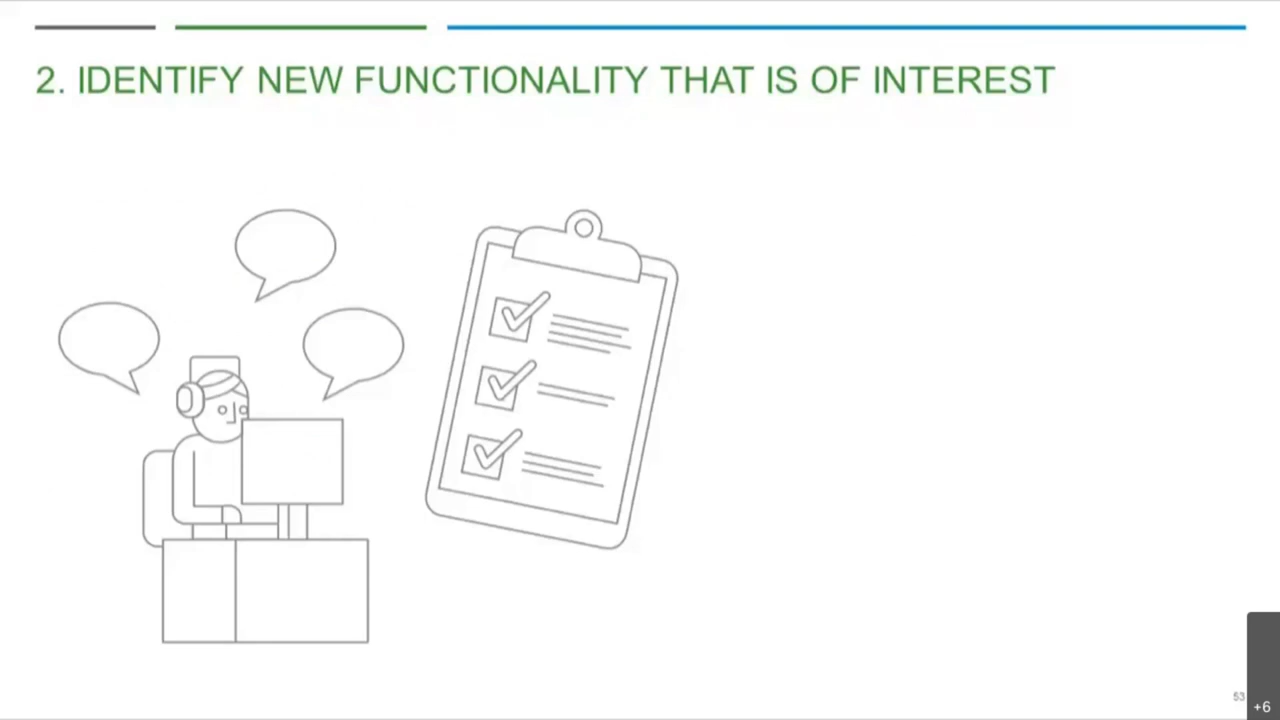 2. IDENTIFY NEW FUNCTIONALITY THAT IS OF INTEREST
53
+6